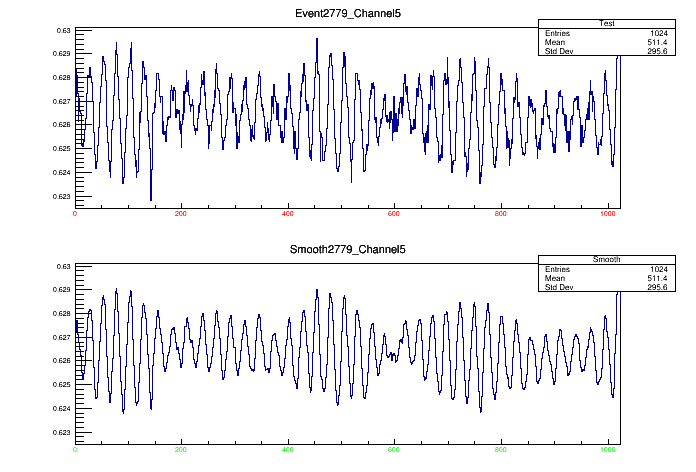 Event2779_Channel5
Test
Entries 1024
Mean 511.4
Std Dev 295.6
0.63
0.629
0.628
0.627
0.626
0.625
0.624
0.623
0 200 400 600 800 1000
Smooth2779_Channel5
Smooth
Entries 1024
Mean 511.4
Std Dev 295.6
0.63
0.629
0.628
0.627
0.626
0.625
0.624
0.623
0 200 400 600 800 1000